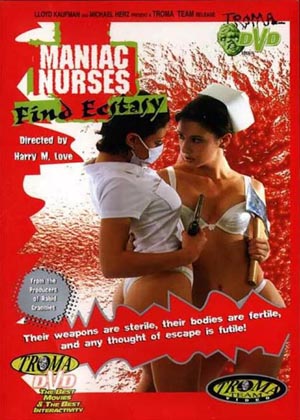 LLOYD KAUFMAN AND MICHAEL HERZ PRESENT A TROMA TEAM RELEASE
TROMA
DVD
MANIAC
NURSES
Find Ecstasy
Directed by
Harry M. Love
From the
Producers
of Rabid
Grannies
Their weapons are sterile, their bodies are fertile,
and any thought of escape is futile!
TROMA
DVD
THE BEST
MOVIES
& THE BEST
INTERACTIVITY
TROMA
TEAM
VIDEO